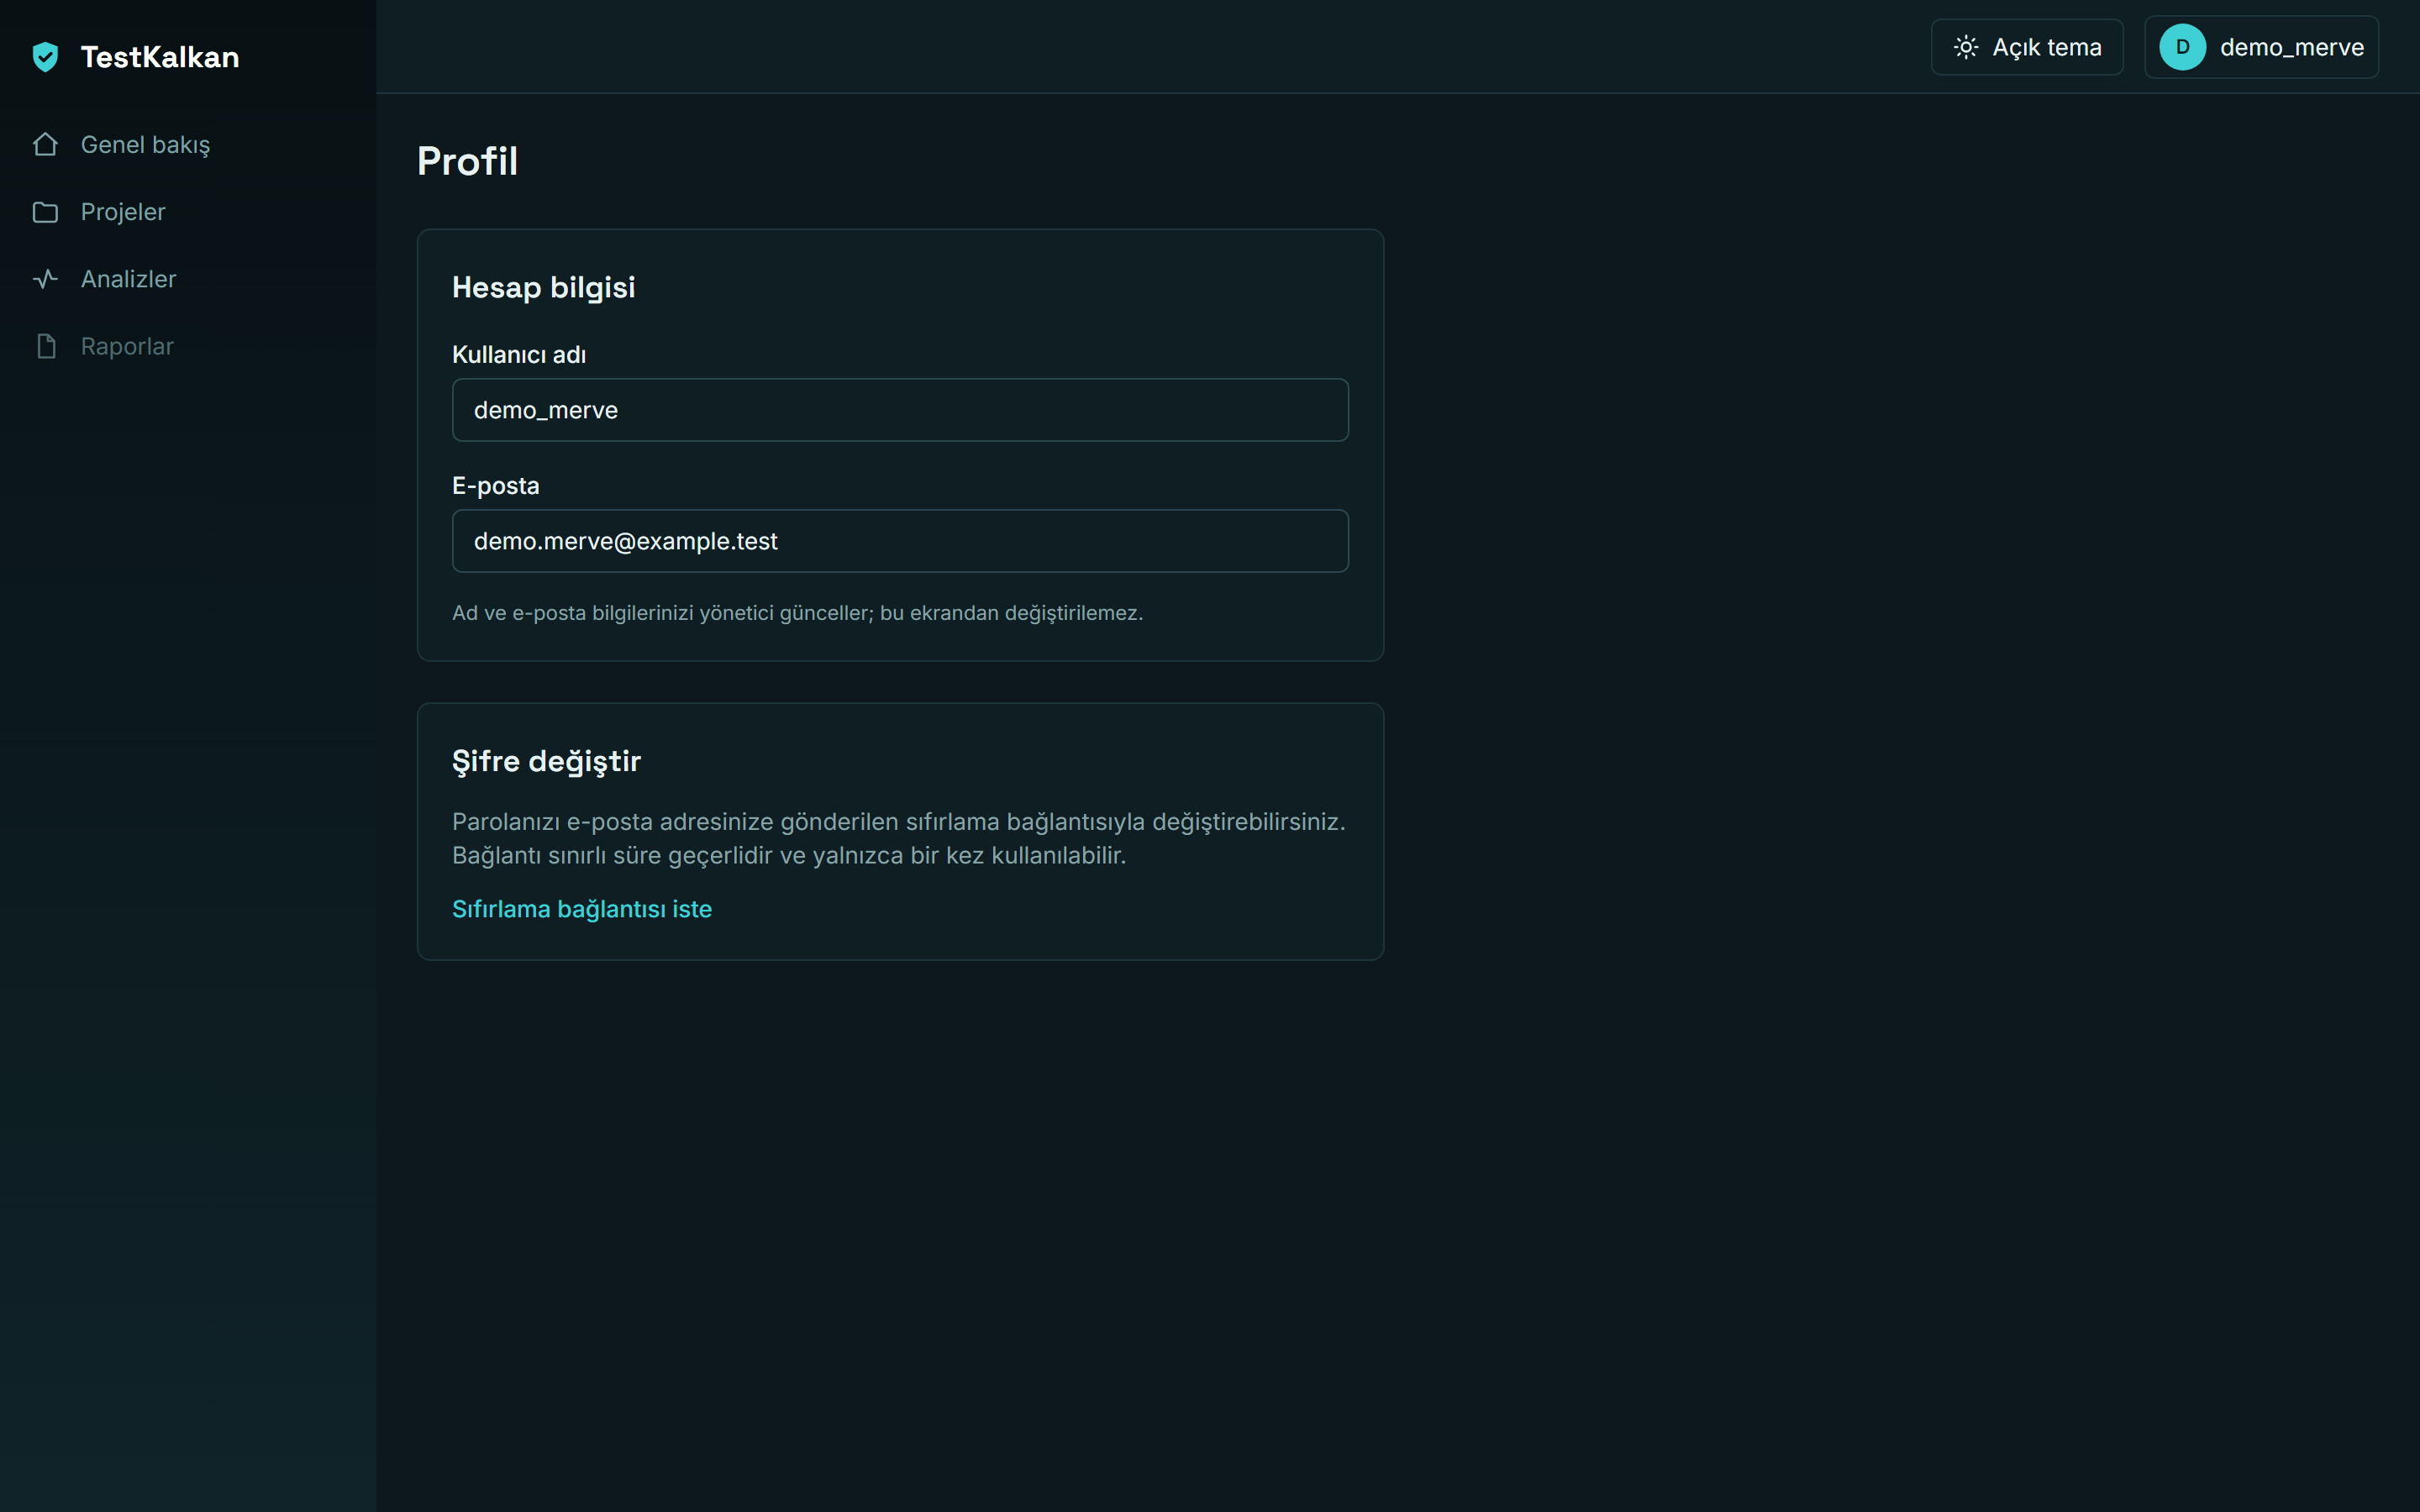 TestKalkan
Genel bakış
Projeler
Analizler
Raporlar
Açık tema
D
demo_merve
Profil
Hesap bilgisi
Kullanıcı adı
demo_merve
E-posta
demo.merve@example.test
Ad ve e-posta bilgilerinizi yönetici günceller; bu ekrandan değiştirilemez.
Şifre değiştir
Parolanızı e-posta adresinize gönderilen sıfırlama bağlantısıyla değiştirebilirsiniz.
Bağlantı sınırlı süre geçerlidir ve yalnızca bir kez kullanılabilir.
Sıfırlama bağlantısı iste